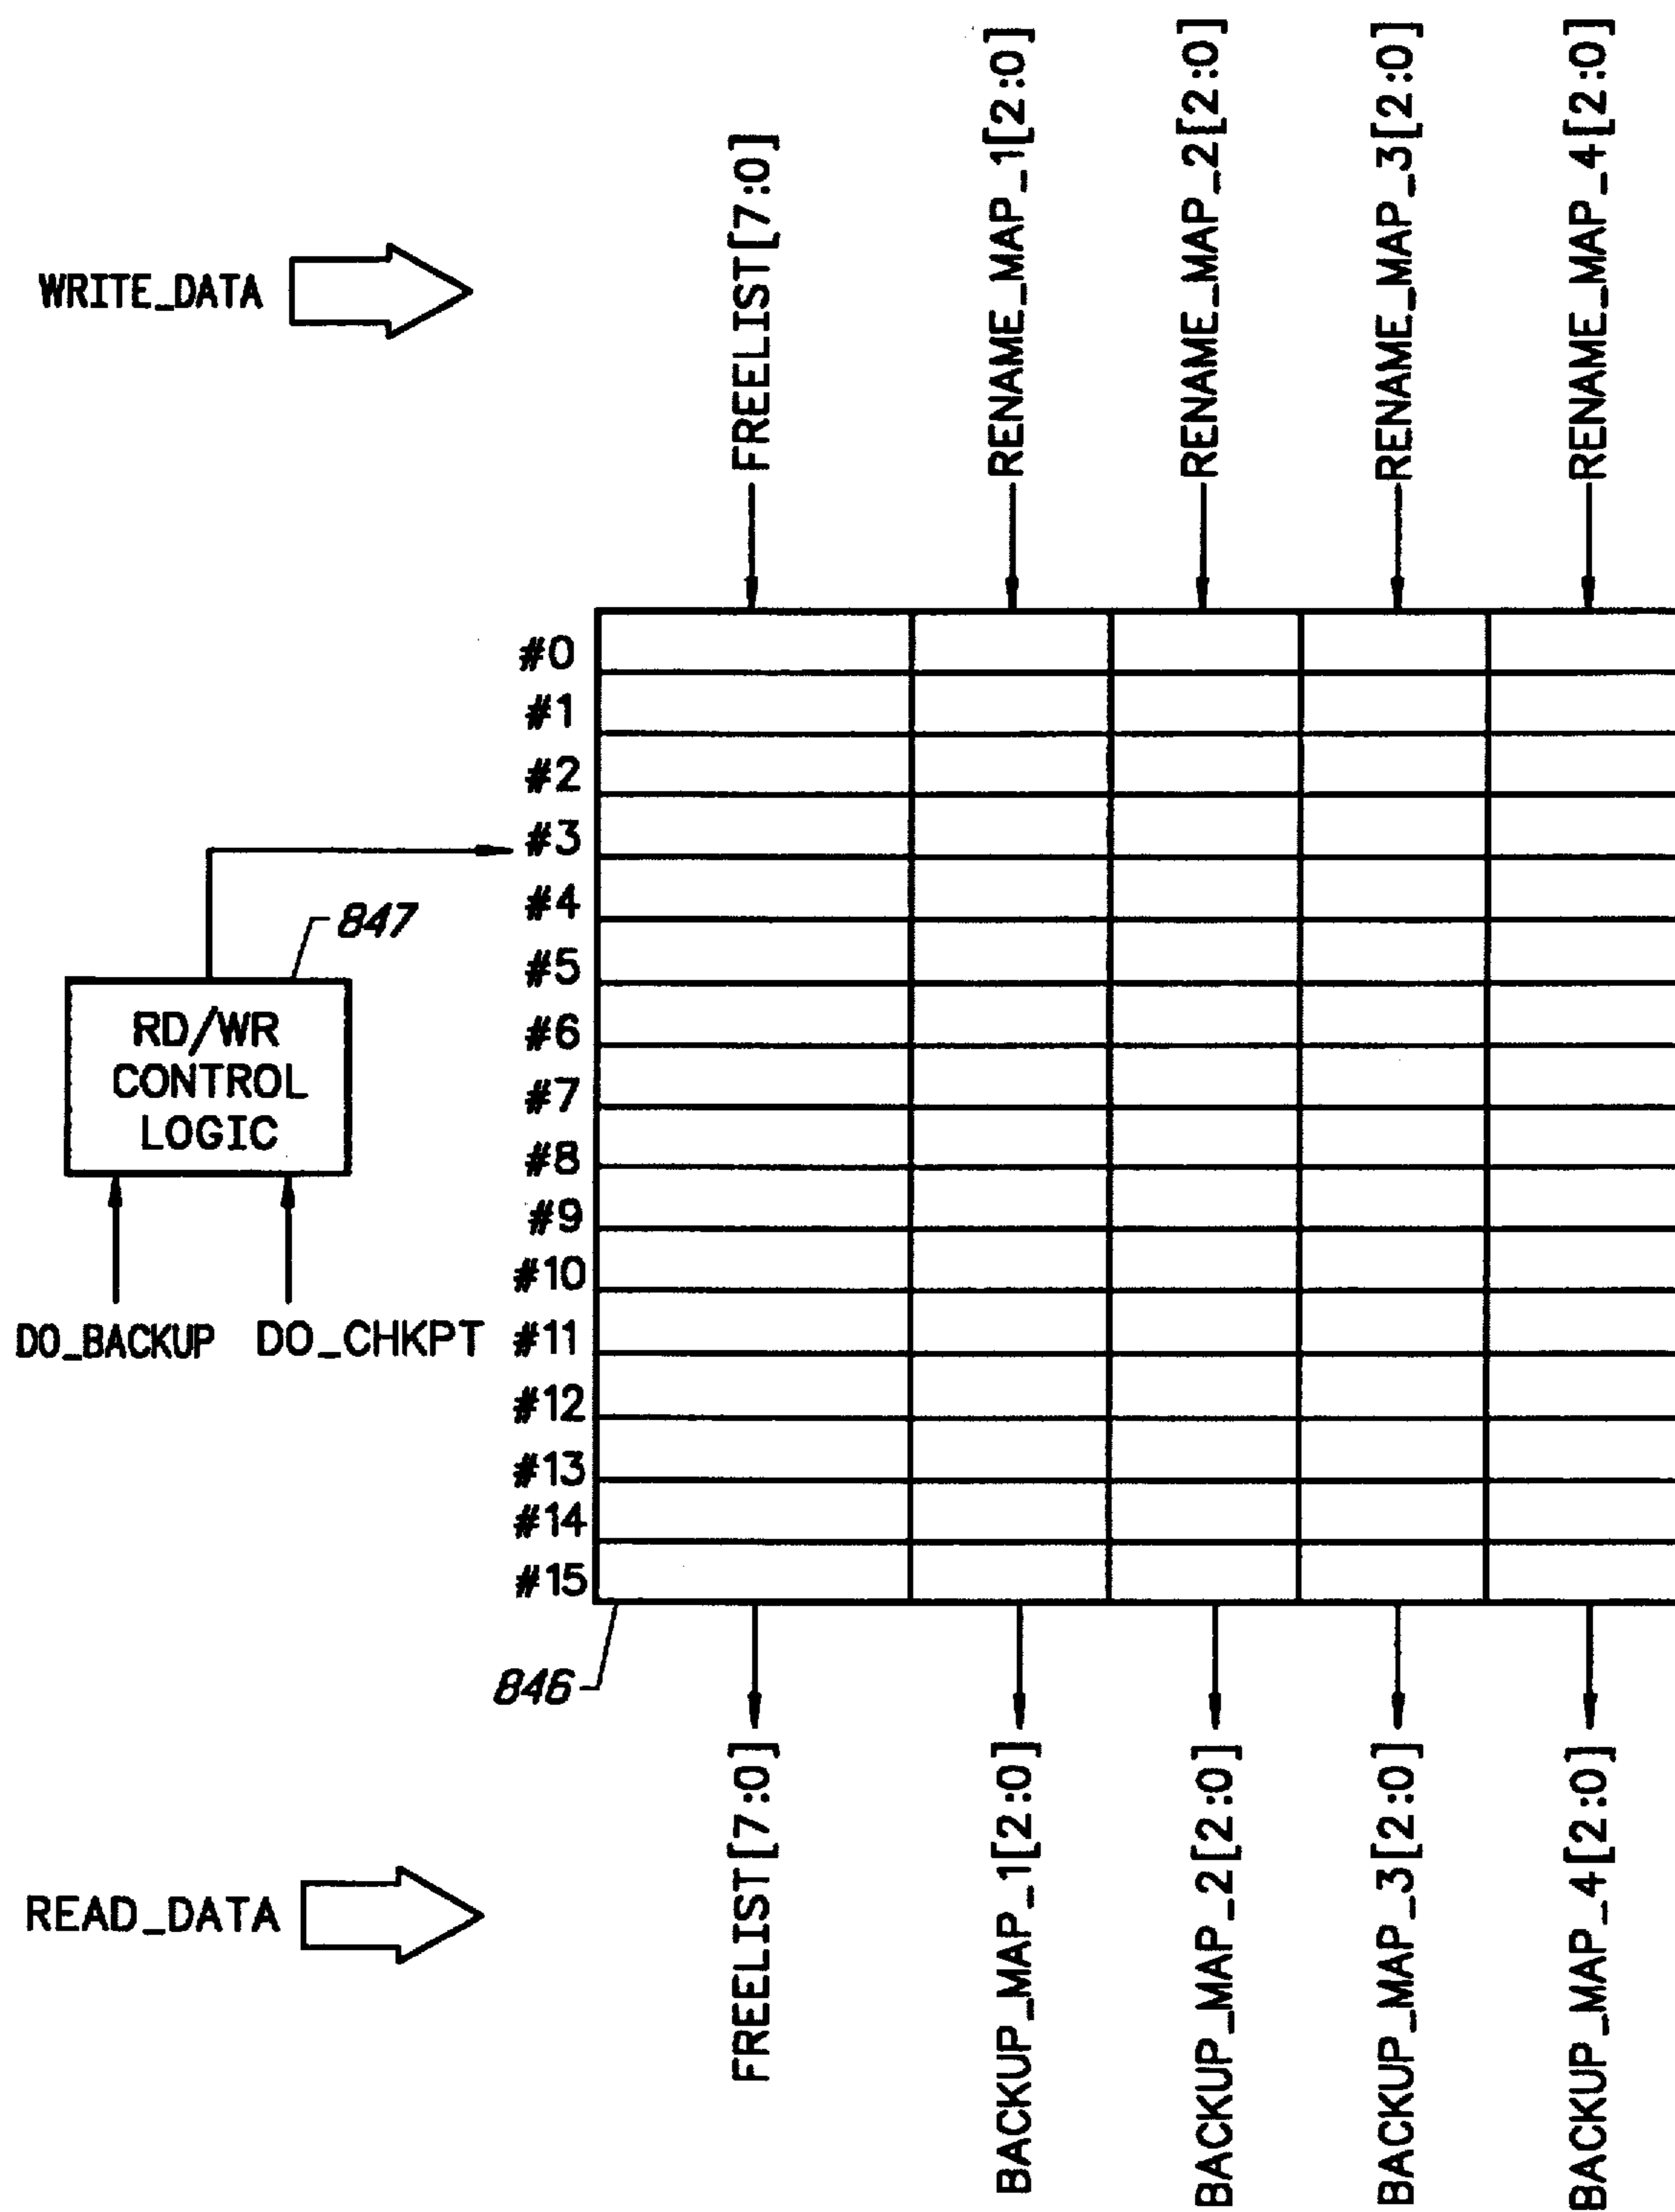 WRITE_DATA
FREELIST[7:0]
RENAME_MAP_1[2:0]
RENAME_MAP_2[2:0]
RENAME_MAP_3[2:0]
RENAME_MAP_4[2:0]
#0
#1
#2
#3
#4
#5
#6
#7
#8
#9
#10
#11
#12
#13
#14
#15
847
RD/WR
CONTROL
LOGIC
DO_BACKUP
DO_CHKPT
846
READ_DATA
FREELIST[7:0]
BACKUP_MAP_1[2:0]
BACKUP_MAP_2[2:0]
BACKUP_MAP_3[2:0]
BACKUP_MAP_4[2:0]